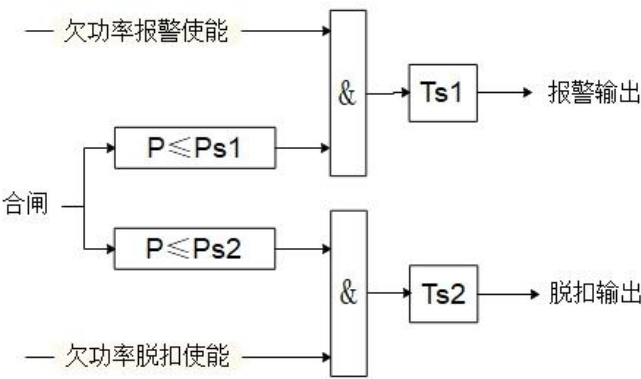 欠功率报警使能
&
Ts1
报警输出
P≤Ps1
合闸
P≤Ps2
&
Ts2
脱扣输出
欠功率脱扣使能